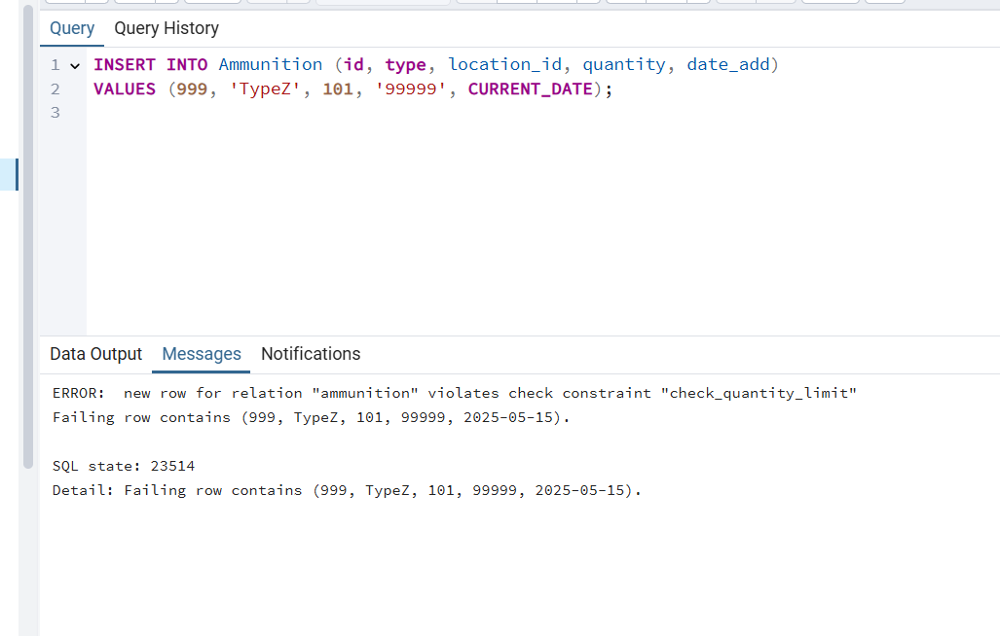 Query Query History
1 INSERT INTO Ammunition (id, type, location_id, quantity, date_add)
2 VALUES (999, 'TypeZ', 101, '99999', CURRENT_DATE);
3
Data Output Messages Notifications
ERROR:  new row for relation "ammunition" violates check constraint "check_quantity_limit"
Failing row contains (999, TypeZ, 101, 99999, 2025-05-15).
SQL state: 23514
Detail: Failing row contains (999, TypeZ, 101, 99999, 2025-05-15).